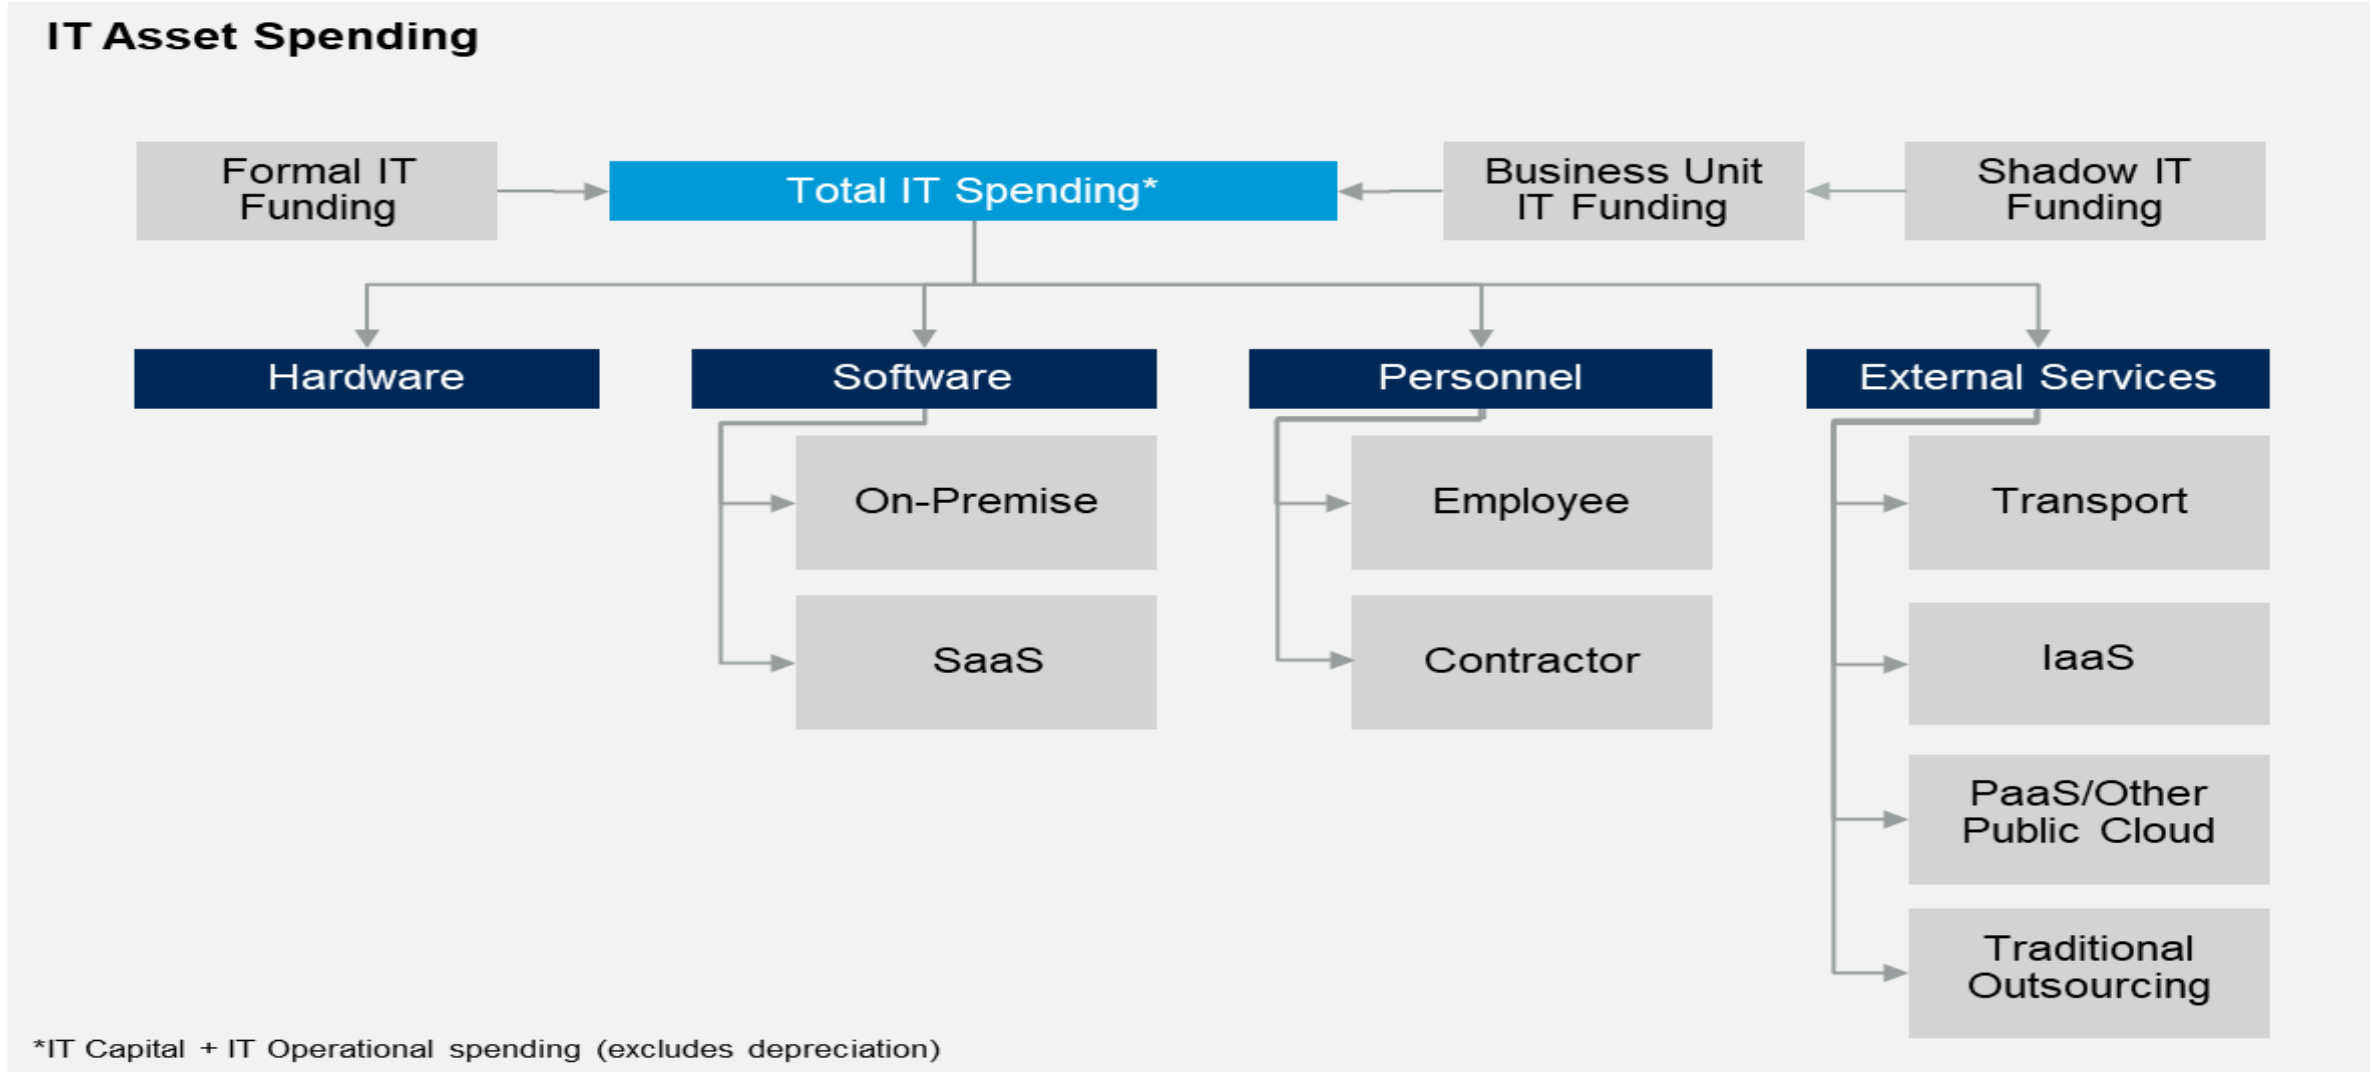 IT Asset Spending
Formal IT
Funding
Total IT Spending*
Business Unit
IT Funding
Shadow IT
Funding
Hardware
Software
Personnel
External Services
On-Premise
Employee
Transport
SaaS
Contractor
IaaS
PaaS/Other
Public Cloud
Traditional
Outsourcing
*IT Capital + IT Operational spending (excludes depreciation)